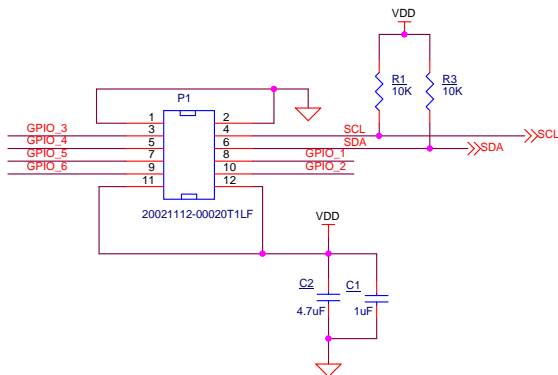 VDD
R1
10K
R3
10K
P1
1
2
GPIO_3
3
4
SCL
SCL
GPIO_4
5
6
SDA
SDA
GPIO_5
7
8
GPIO_1
GPIO_6
9
10
GPIO_2
11
12
20021112-00020T1LF
VDD
C2
4.7uF
C1
1uF